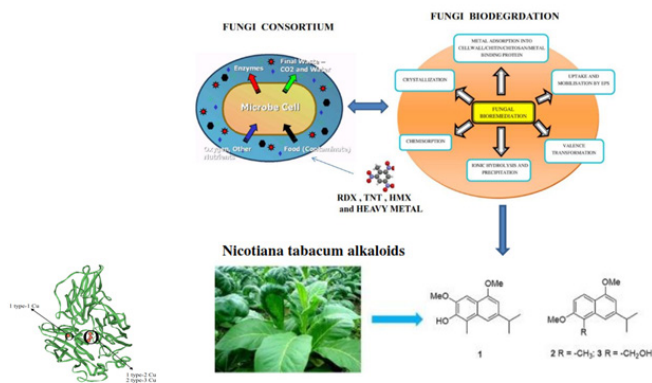 FUNGI CONSORTIUM
Enzymes
Final Waste –
CO2 and Water
Microbe Cell
Oxygen, Other
Nutrients
Food (Contaminants)
RDX , TNT , HMX
and HEAVY METAL
FUNGI BIODEGRDATION
METAL ADSORPTION INTO
CELLWALL/CHITIN/CHITOSAN/METAL
BINDING PROTEIN
CRYSTALLIZATION
UPTAKE AND
MOBILISATION BY EPS
FUNGAL
BIOREMEDIATION
CHEMISORPTION
VALENCE
TRANSFORMATION
IONIC HYDROLYSIS AND
PRECIPITATION
Nicotiana tabacum alkaloids
1 type-1 Cu
1 type-2 Cu
2 type-3 Cu
OMe
MeO
HO
1
OMe
MeO
R
2 R = -CH3; 3 R = -CH2OH